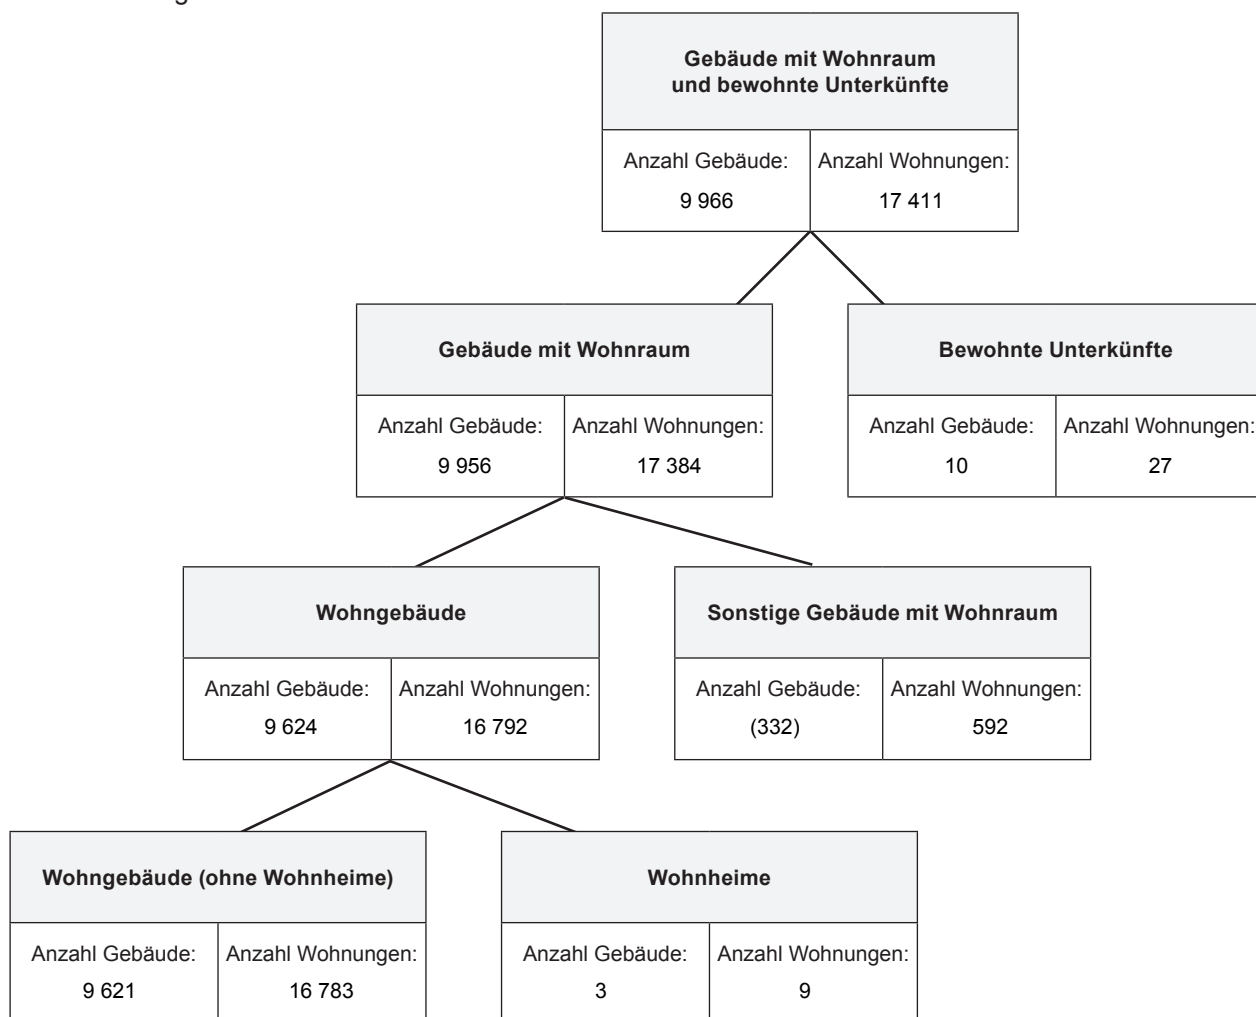 Gebäude mit Wohnraum
und bewohnte Unterkünfte
Anzahl Gebäude:
9 966
Anzahl Wohnungen:
17 411
Gebäude mit Wohnraum
Anzahl Gebäude:
9 956
Anzahl Wohnungen:
17 384
Bewohnte Unterkünfte
Anzahl Gebäude:
10
Anzahl Wohnungen:
27
Wohngebäude
Anzahl Gebäude:
9 624
Anzahl Wohnungen:
16 792
Sonstige Gebäude mit Wohnraum
Anzahl Gebäude:
(332)
Anzahl Wohnungen:
592
Wohngebäude (ohne Wohnheime)
Anzahl Gebäude:
9 621
Anzahl Wohnungen:
16 783
Wohnheime
Anzahl Gebäude:
3
Anzahl Wohnungen:
9